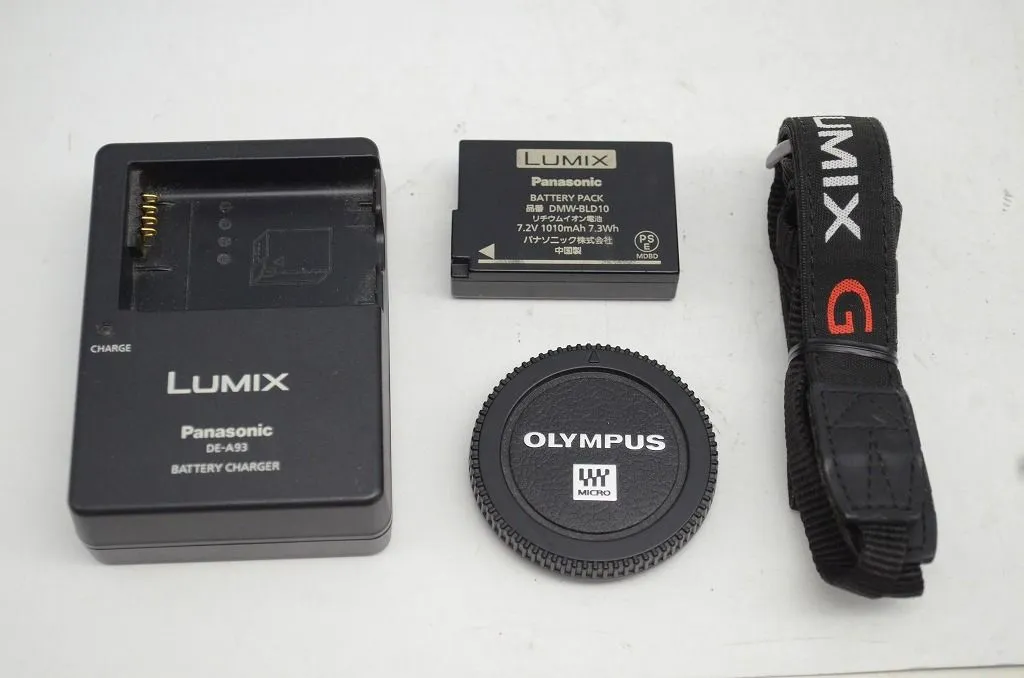 CHARGE
LUMIX
Panasonic
DE-A93
BATTERY CHARGER
LUMIX
Panasonic
BATTERY PACK
品番 DMW-BLD10
リチウムイオン電池
7.2V 1010mAh 7.3Wh
パナソニック株式会社
中国製
PS
E
MDBD
OLYMPUS
MICRO
LUMIX
G